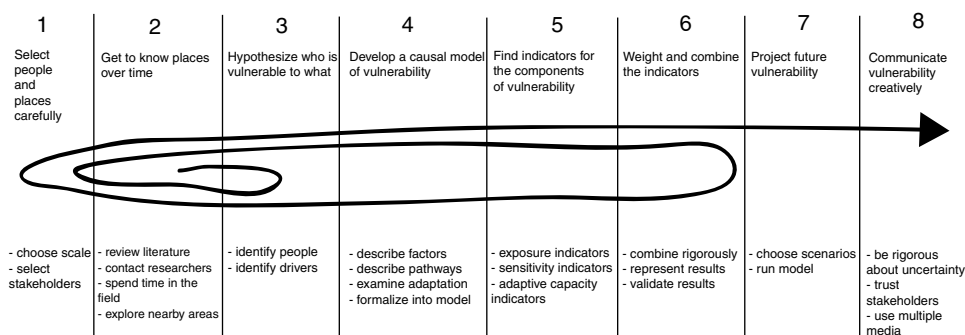 1
Select
people
and
places
carefully
2
Get to know places
over time
3
Hypothesize who is
vulnerable to what
4
Develop a causal model
of vulnerability
5
Find indicators for
the components
of vulnerability
6
Weight and combine
the indicators
7
Project future
vulnerability
8
Communicate
vulnerability
creatively
- choose scale
- select
stakeholders
- review literature
- contact researchers
- spend time in the
field
- explore nearby areas
- identify people
- identify drivers
- describe factors
- describe pathways
- examine adaptation
- formalize into model
- exposure indicators
- sensitivity indicators
- adaptive capacity
indicators
- combine rigorously
- represent results
- validate results
- choose scenarios
- run model
- be rigorous
about uncertainty
- trust
stakeholders
- use multiple
media